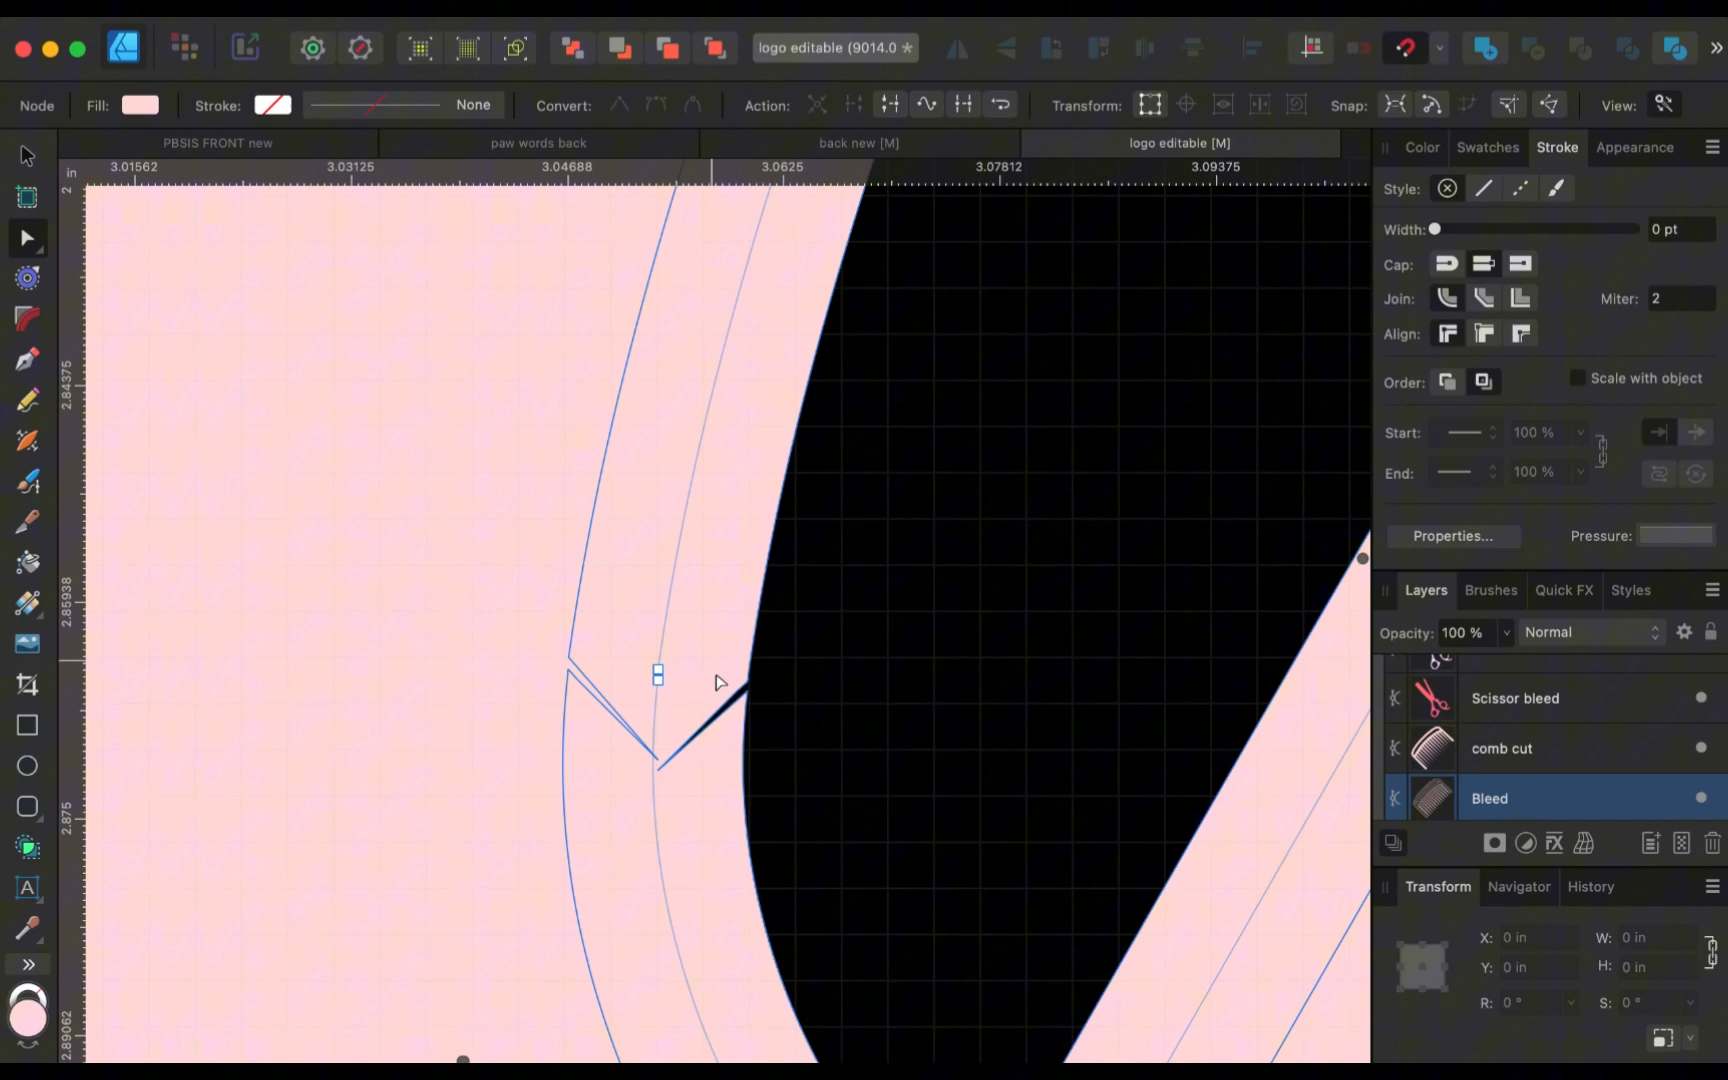 logo editable (9014.0 *
Node Fill: Stroke: None Convert: Action: Transform: Snap: View:
PBSIS FRONT new paw words back back new [M] logo editable [M]
in 3.01562 3.03125 3.04688 3.0625 3.07812 3.09375
2
2.84375
2.85938
2.875
2.89062
A
Color Swatches Stroke Appearance
Style:
Width: 0 pt
Cap:
Join: Miter: 2
Align:
Order: Scale with object
Start: 100 %
End: 100 %
Properties... Pressure:
Layers Brushes Quick FX Styles
Opacity: 100 % Normal
Scissor bleed
comb cut
Bleed
FX
Transform Navigator History
X: 0 in W: 0 in
Y: 0 in H: 0 in
R: 0 ° S: 0 °